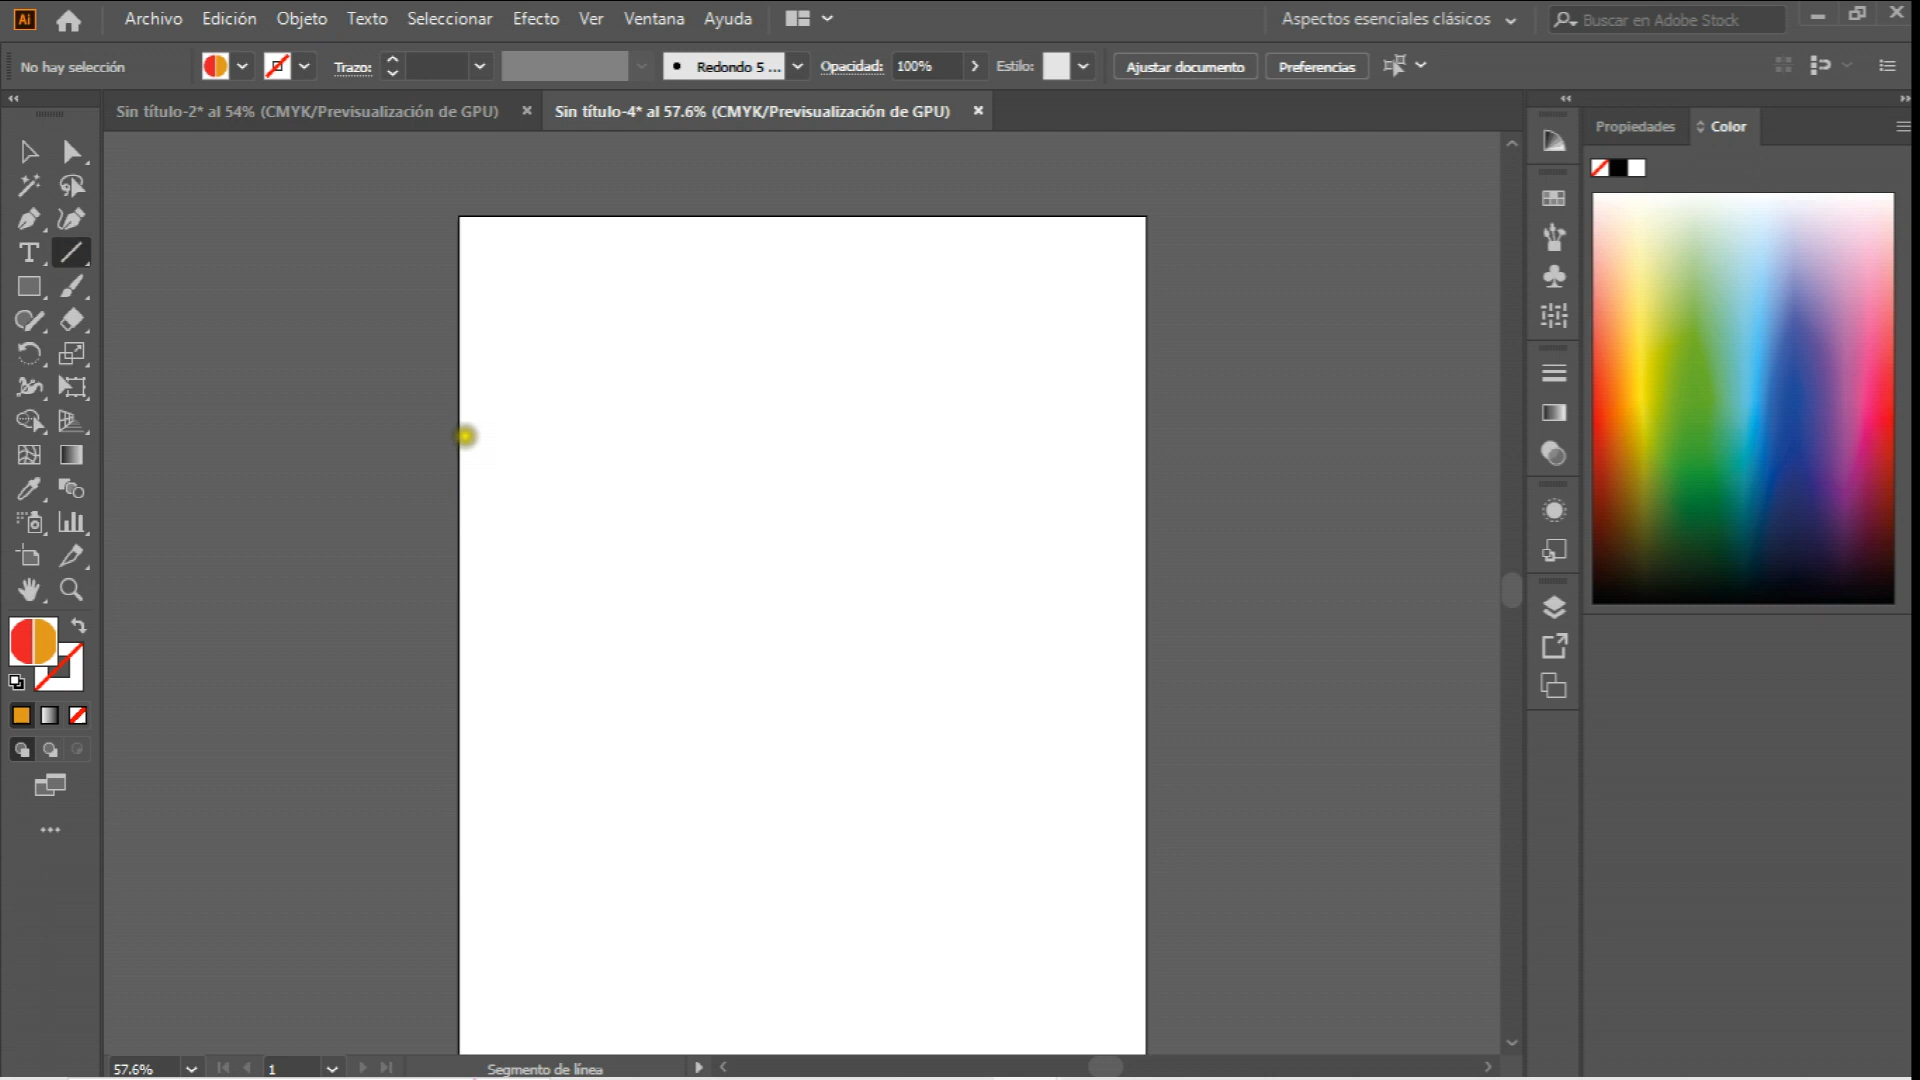 Ai Archivo Edición Objeto Texto Seleccionar Efecto Ver Ventana Ayuda Aspectos esenciales clásicos Buscar en Adobe Stock
No hay selección Trazo: Redondo 5 ... Opacidad: 100% Estilo: Ajustar documento Preferencias
Sin título-2* al 54% (CMYK/Previsualización de GPU) Sin título-4* al 57.6% (CMYK/Previsualización de GPU)
Propiedades Color
57.6% 1 Segmento de línea